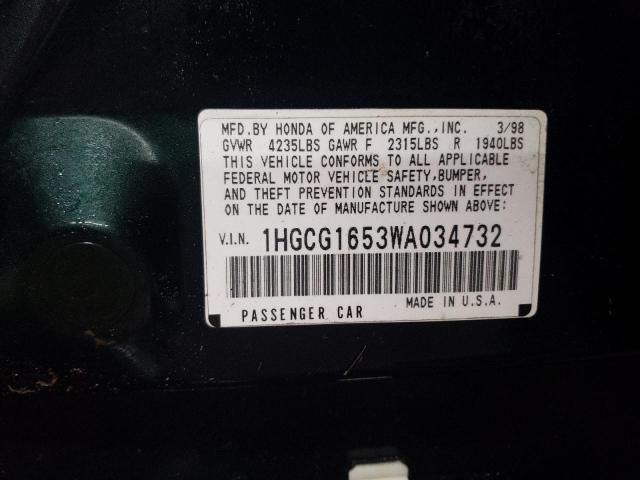 MFD.BY HONDA OF AMERICA MFG.,INC. 3/98
GVWR 4235LBS GAWR F 2315LBS R 1940LBS
THIS VEHICLE CONFORMS TO ALL APPLICABLE
FEDERAL MOTOR VEHICLE SAFETY,BUMPER,
AND THEFT PREVENTION STANDARDS IN EFFECT
ON THE DATE OF MANUFACTURE SHOWN ABOVE:
V.I.N. 1HGCG1653WA034732
PASSENGER CAR MADE IN U.S.A.